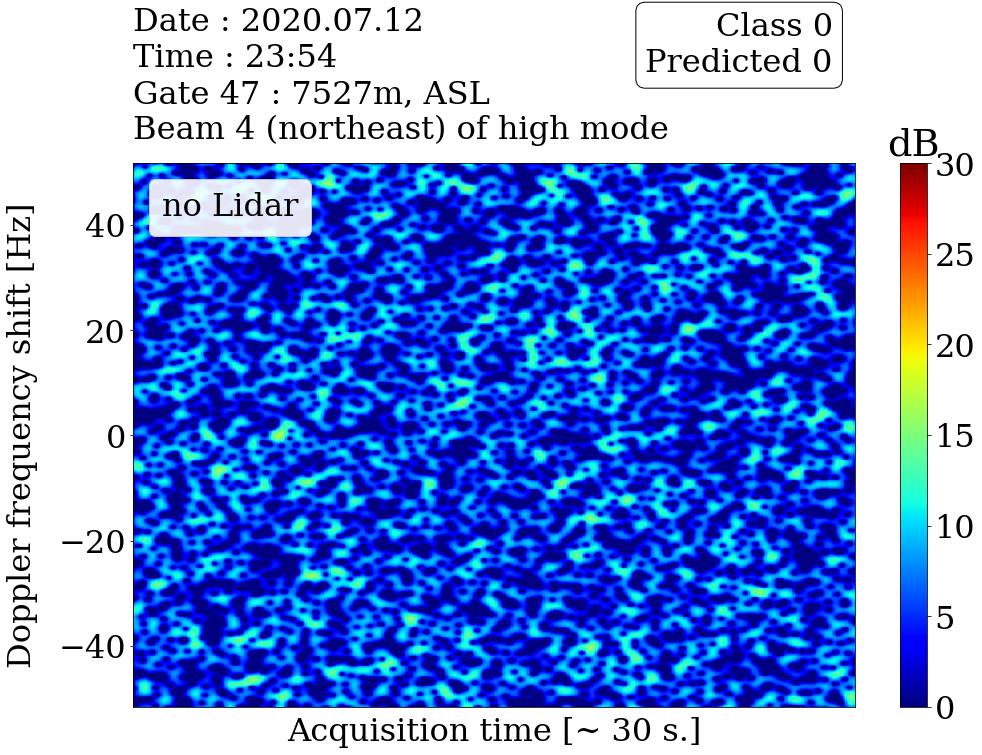 Date : 2020.07.12
Time : 23:54
Gate 47 : 7527m, ASL
Beam 4 (northeast) of high mode
Class 0
Predicted 0
dB
no Lidar
Doppler frequency shift [Hz]
40
20
0
−20
−40
30
25
20
15
10
5
0
Acquisition time [~ 30 s.]